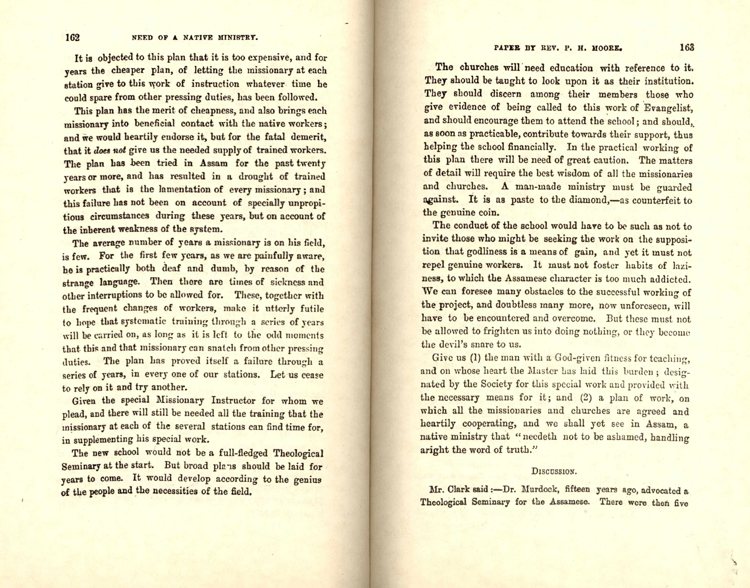 162 NEED OF A NATIVE MINISTRY.
It is objected to this plan that it is too expensive, and for
years the cheaper plan, of letting the missionary at each
station give to this work of instruction whatever time he
could spare from other pressing duties, has been followed.
This plan has the merit of cheapness, and also brings each
missionary into beneficial contact with the native workers;
and we would heartily endorse it, but for the fatal demerit,
that it does not give us the needed supply of trained workers.
The plan has been tried in Assam for the past twenty
years or more, and has resulted in a drought of trained
workers that is the lamentation of every missionary; and
this failure has not been on account of specially unpropi-
tious circumstances during these years, but on account of
the inherent weakness of the system.
The average number of years a missionary is on his field,
is few. For the first few years, as we are painfully aware,
he is practically both deaf and dumb, by reason of the
strange language. Then there are times of sickness and
other interruptions to be allowed for. These, together with
the frequent changes of workers, make it utterly futile
to hope that systematic training through a series of years
will be carried on, as long as it is left to the odd moments
that this and that missionary can snatch from other pressing
duties. The plan has proved itself a failure through a
series of years, in every one of our stations. Let us cease
to rely on it and try another.
Given the special Missionary Instructor for whom we
plead, and there will still be needed all the training that the
missionary at each of the several stations can find time for,
in supplementing his special work.
The new school would not be a full-fledged Theological
Seminary at the start. But broad plans should be laid for
years to come. It would develop according to the genius
of the people and the necessities of the field.
PAPER BY REV. P. H. MOORE. 163
The churches will need education with reference to it.
They should be taught to look upon it as their institution.
They should discern among their members those who
give evidence of being called to this work of Evangelist,
and should encourage them to attend the school; and should,
as soon as practicable, contribute towards their support, thus
helping the school financially. In the practical working of
this plan there will be need of great caution. The matters
of detail will require the best wisdom of all the missionaries
and churches. A man-made ministry must be guarded
against. It is as paste to the diamond,—as counterfeit to
the genuine coin.
The conduct of the school would have to be such as not to
invite those who might be seeking the work on the supposi-
tion that godliness is a means of gain, and yet it must not
repel genuine workers. It must not foster habits of lazi-
ness, to which the Assamese character is too much addicted.
We can foresee many obstacles to the successful working of
the project, and doubtless many more, now unforeseen, will
have to be encountered and overcome. But these must not
be allowed to frighten us into doing nothing, or they become
the devil's snare to us.
Give us (1) the man with a God-given fitness for teaching,
and on whose heart the Master has laid this burden; desig-
nated by the Society for this special work and provided with
the necessary means for it; and (2) a plan of work, on
which all the missionaries and churches are agreed and
heartily cooperating, and we shall yet see in Assam, a
native ministry that "needeth not to be ashamed, handling
aright the word of truth."
DISCUSSION.
Mr. Clark said:—Dr. Murdock, fifteen years ago, advocated a
Theological Seminary for the Assamese. There were then five